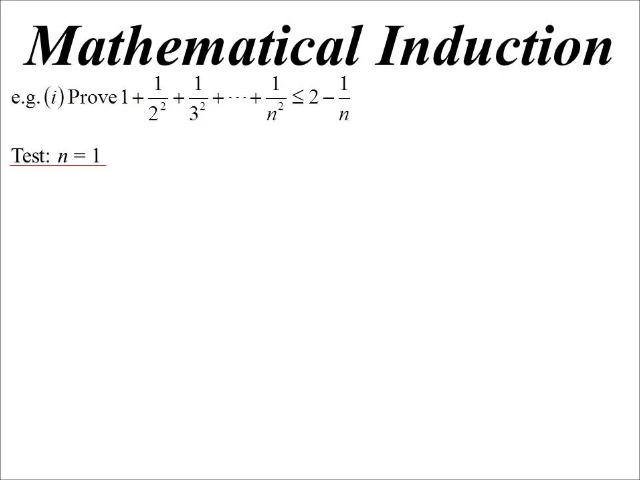 Mathematical Induction
e.g. (i) Prove 1 + 1/2² + 1/3² + ⋯ + 1/n² ≤ 2 − 1/n
Test: n = 1